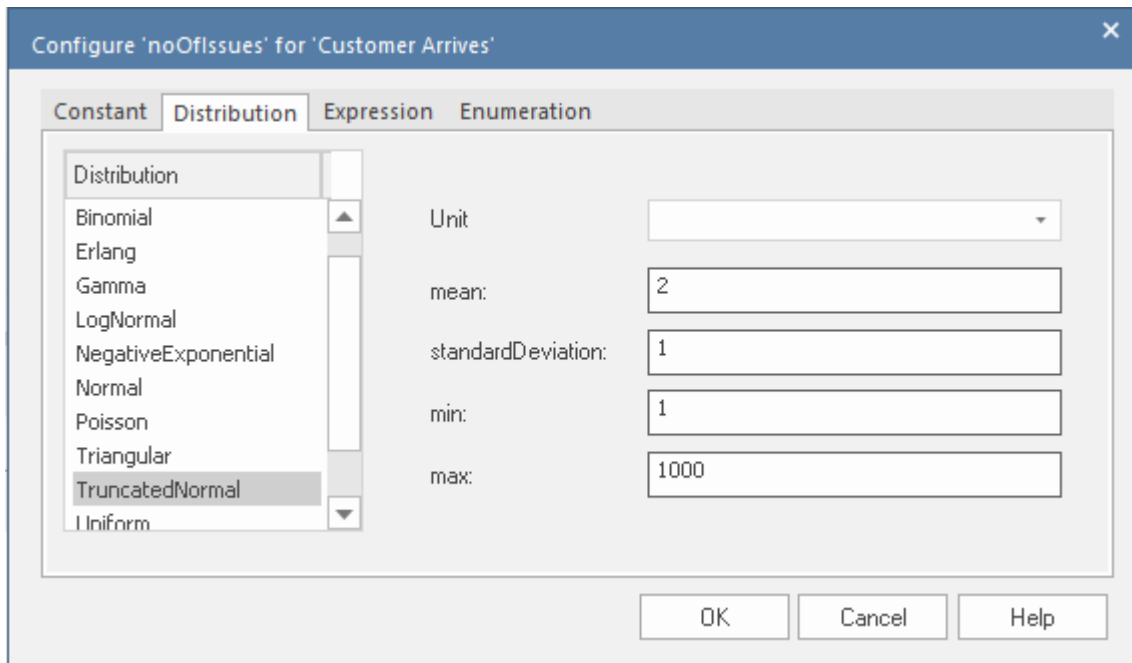 Configure 'noOfIssues' for 'Customer Arrives'
Constant Distribution Expression Enumeration
Distribution
Binomial
Erlang
Gamma
LogNormal
NegativeExponential
Normal
Poisson
Triangular
TruncatedNormal
Uniform
Unit
mean: 2
standardDeviation: 1
min: 1
max: 1000
OK Cancel Help